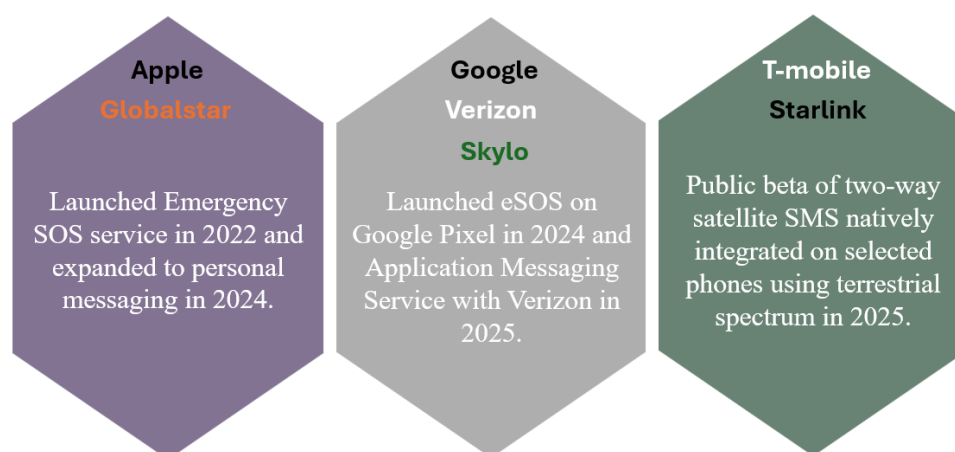 Apple
Globalstar
Launched Emergency
SOS service in 2022 and
expanded to personal
messaging in 2024.
Google
Verizon
Skylo
Launched eSOS on
Google Pixel in 2024 and
Application Messaging
Service with Verizon in
2025.
T-mobile
Starlink
Public beta of two-way
satellite SMS natively
integrated on selected
phones using terrestrial
spectrum in 2025.